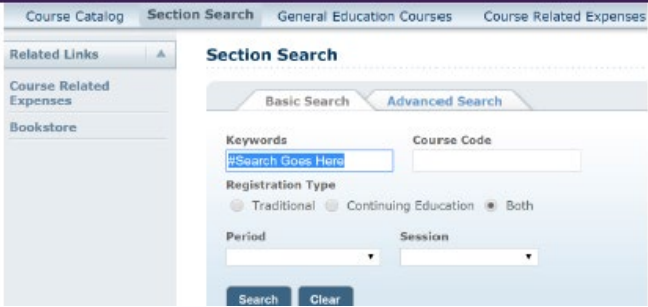 Course Catalog Section Search General Education Courses Course Related Expenses
Related Links
Course Related
Expenses
Bookstore
Section Search
Basic Search Advanced Search
Keywords Course Code
#Search Goes Here
Registration Type
Traditional Continuing Education Both
Period Session
Search Clear